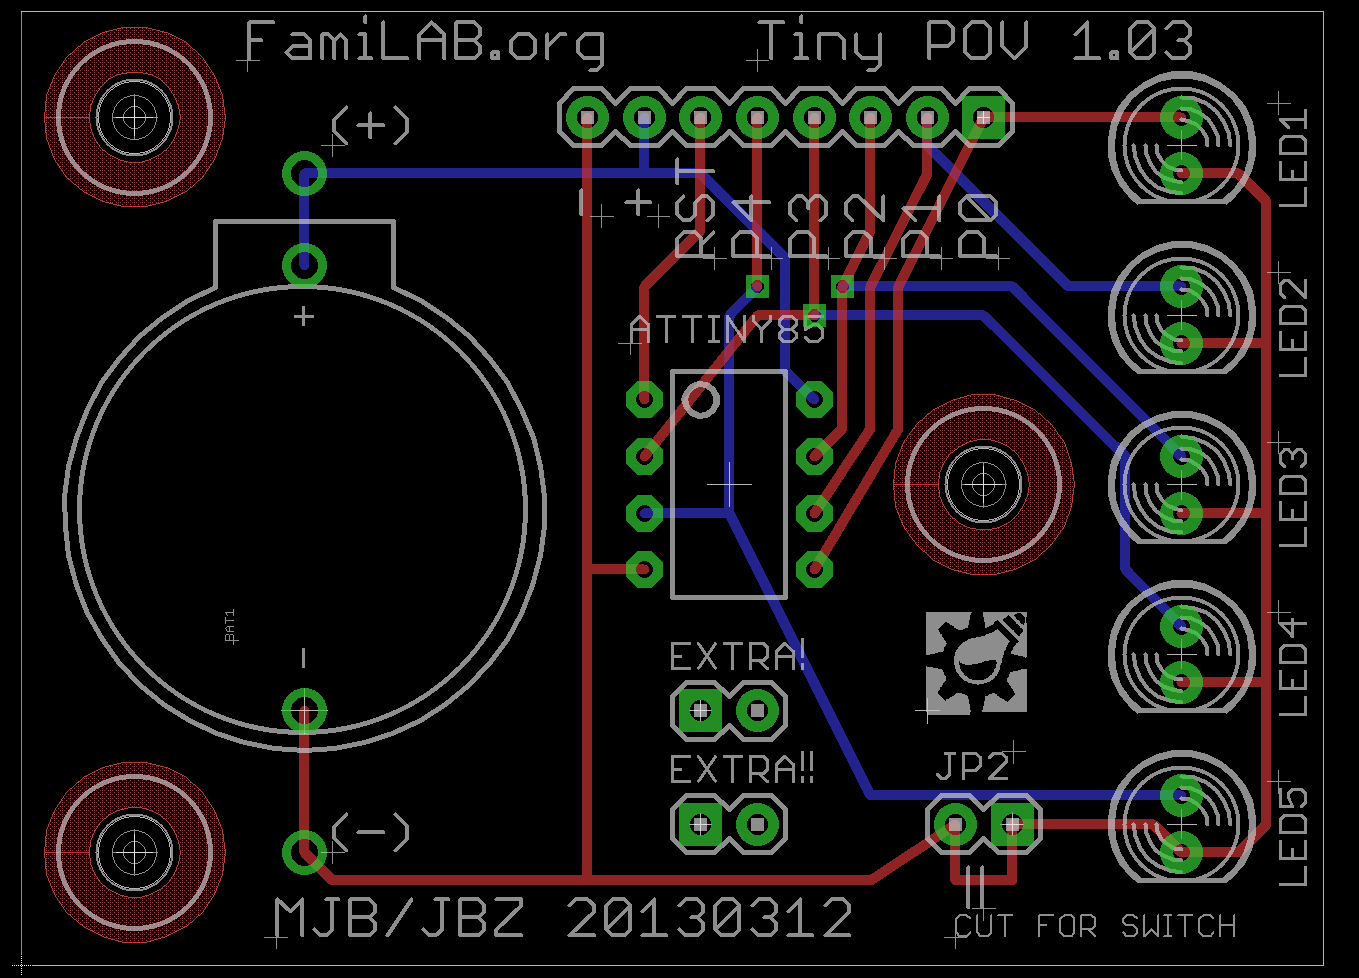 FamiLAB.org
Tiny POV 1.03
(+)
- + RST P4 P3 P2 P1 P0
LED1
LED2
LED3
LED4
LED5
ATTINY85
+
BAT1
-
EXTRA!
EXTRA!!
JP2
(-)
CUT FOR SWITCH
MJB/JBZ 20130312